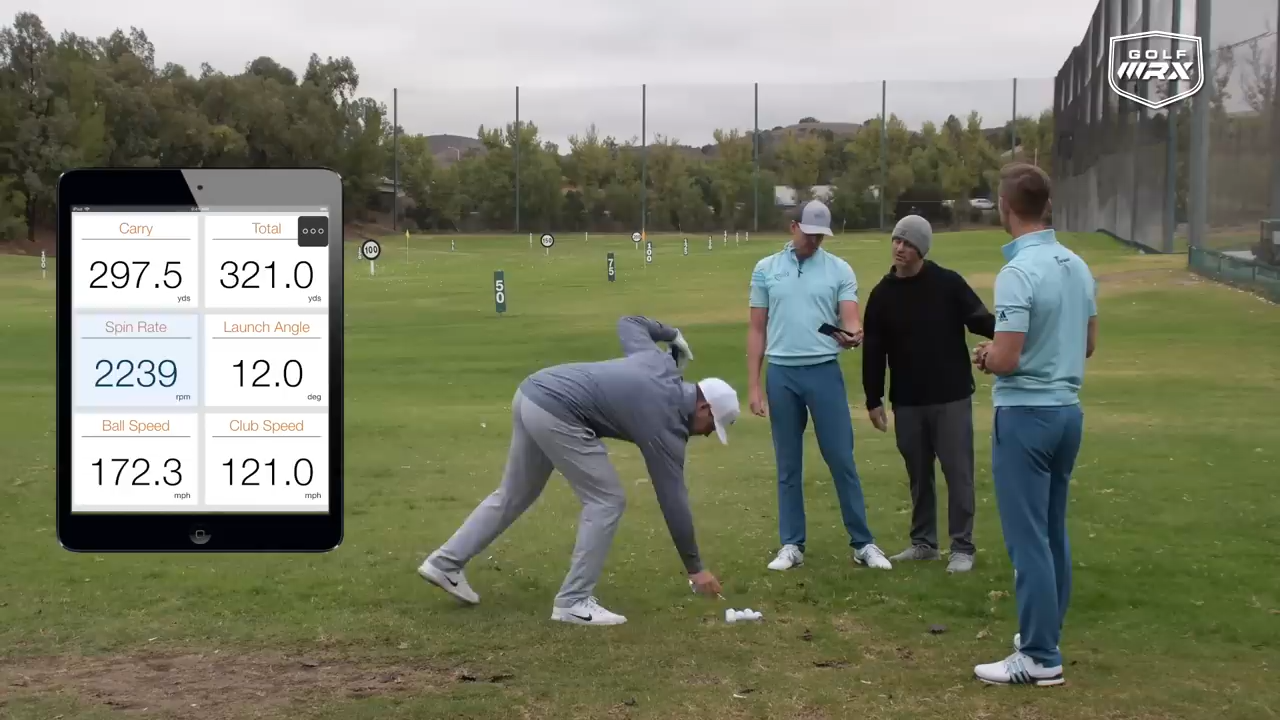 GOLF
WRX
Carry
Total
297.5
321.0
yds
yds
Spin Rate
Launch Angle
2239
12.0
rpm
deg
Ball Speed
Club Speed
172.3
121.0
mph
mph
100
50
75